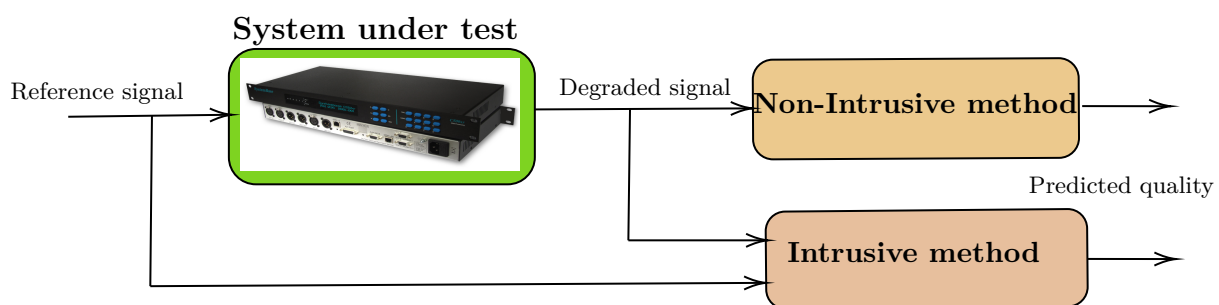 System under test
Reference signal
Degraded signal
Non-Intrusive method
Predicted quality
Intrusive method